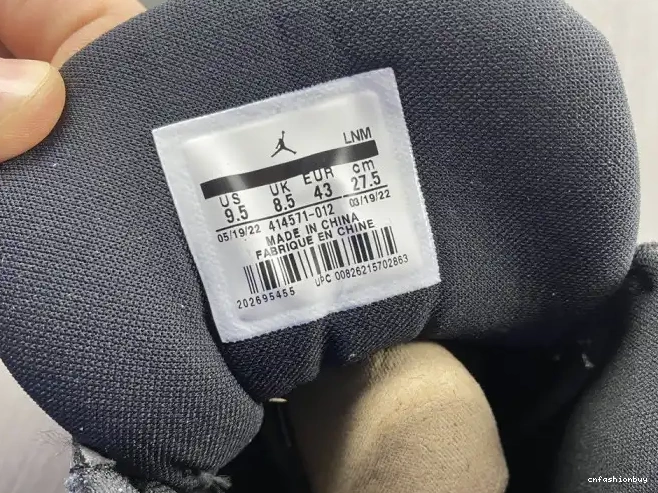 LNM
US UK EUR cm
9.5 8.5 43 27.5
05/19/22 414571-012 03/19/22
MADE IN CHINA
FABRIQUE EN CHINE
202695455 UPC 00826215702863
cnfashionbuy